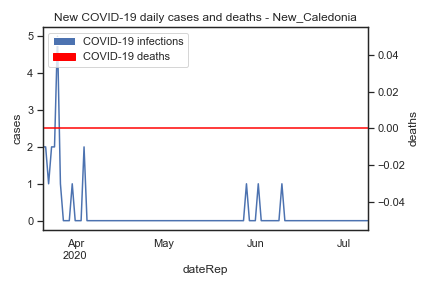 New COVID-19 daily cases and deaths - New_Caledonia
COVID-19 infections
COVID-19 deaths
5
4
3
2
1
0
cases
0.04
0.02
0.00
−0.02
−0.04
deaths
Apr
2020
May
Jun
Jul
dateRep